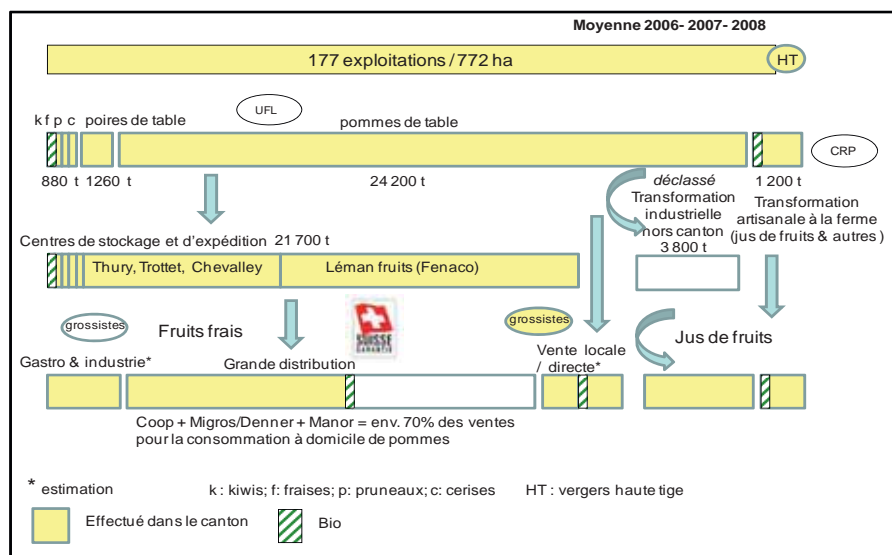 Moyenne 2006- 2007- 2008
177 exploitations / 772 ha
HT
UFL
k f p c poires de table
pommes de table
CRP
880 t 1260 t
24 200 t
1 200 t
déclassé
Transformation
industrielle
hors canton
3 800 t
Transformation
artisanale à la ferme
(jus de fruits & autres )
Centres de stockage et d'expédition 21 700 t
Thury, Trottet, Chevalley
Léman fruits (Fenaco)
SUISSE
GARANTIE
grossistes
Fruits frais
grossistes
Jus de fruits
Gastro & industrie*
Grande distribution
Vente locale
/ directe*
Coop + Migros/Denner + Manor = env. 70% des ventes
pour la consommation à domicile de pommes
* estimation
k : kiwis; f: fraises; p: pruneaux; c: cerises
HT : vergers haute tige
Effectué dans le canton
Bio